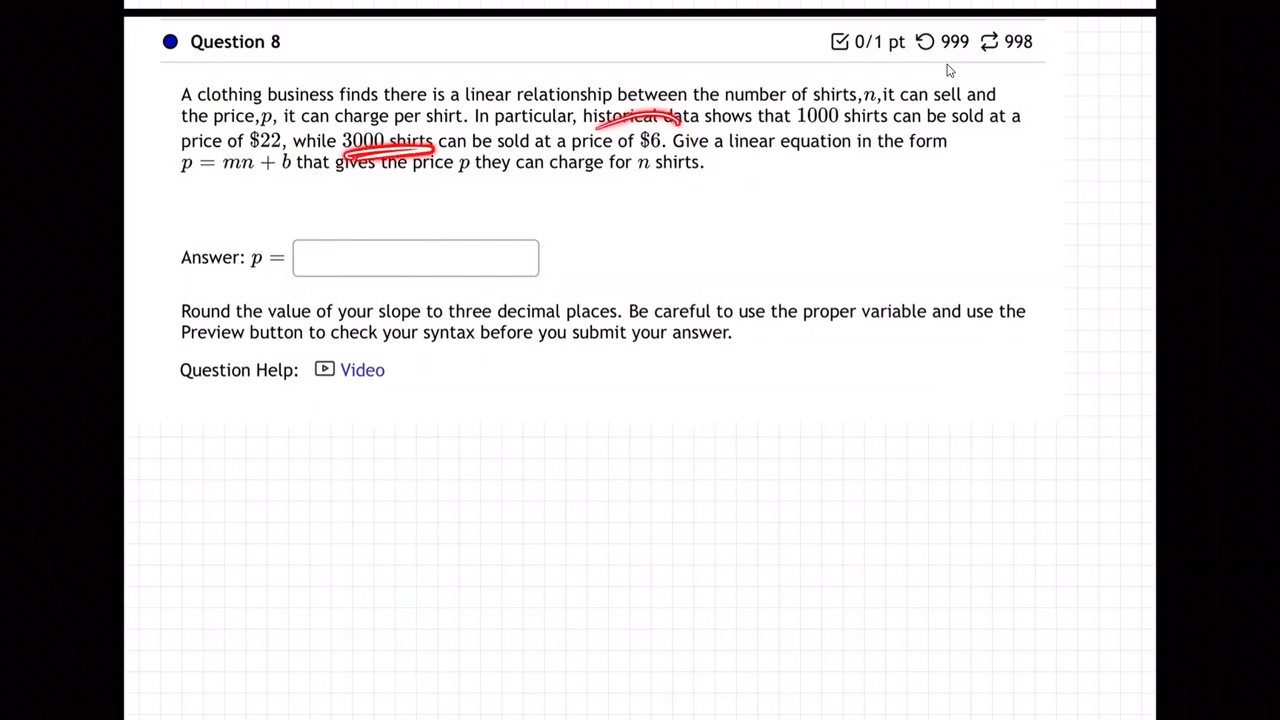 Question 8
0/1 pt 999 998
A clothing business finds there is a linear relationship between the number of shirts,n,it can sell and
the price,p, it can charge per shirt. In particular, historical data shows that 1000 shirts can be sold at a
price of $22, while 3000 shirts can be sold at a price of $6. Give a linear equation in the form
p = mn + b that gives the price p they can charge for n shirts.
Answer: p =
Round the value of your slope to three decimal places. Be careful to use the proper variable and use the
Preview button to check your syntax before you submit your answer.
Question Help: Video